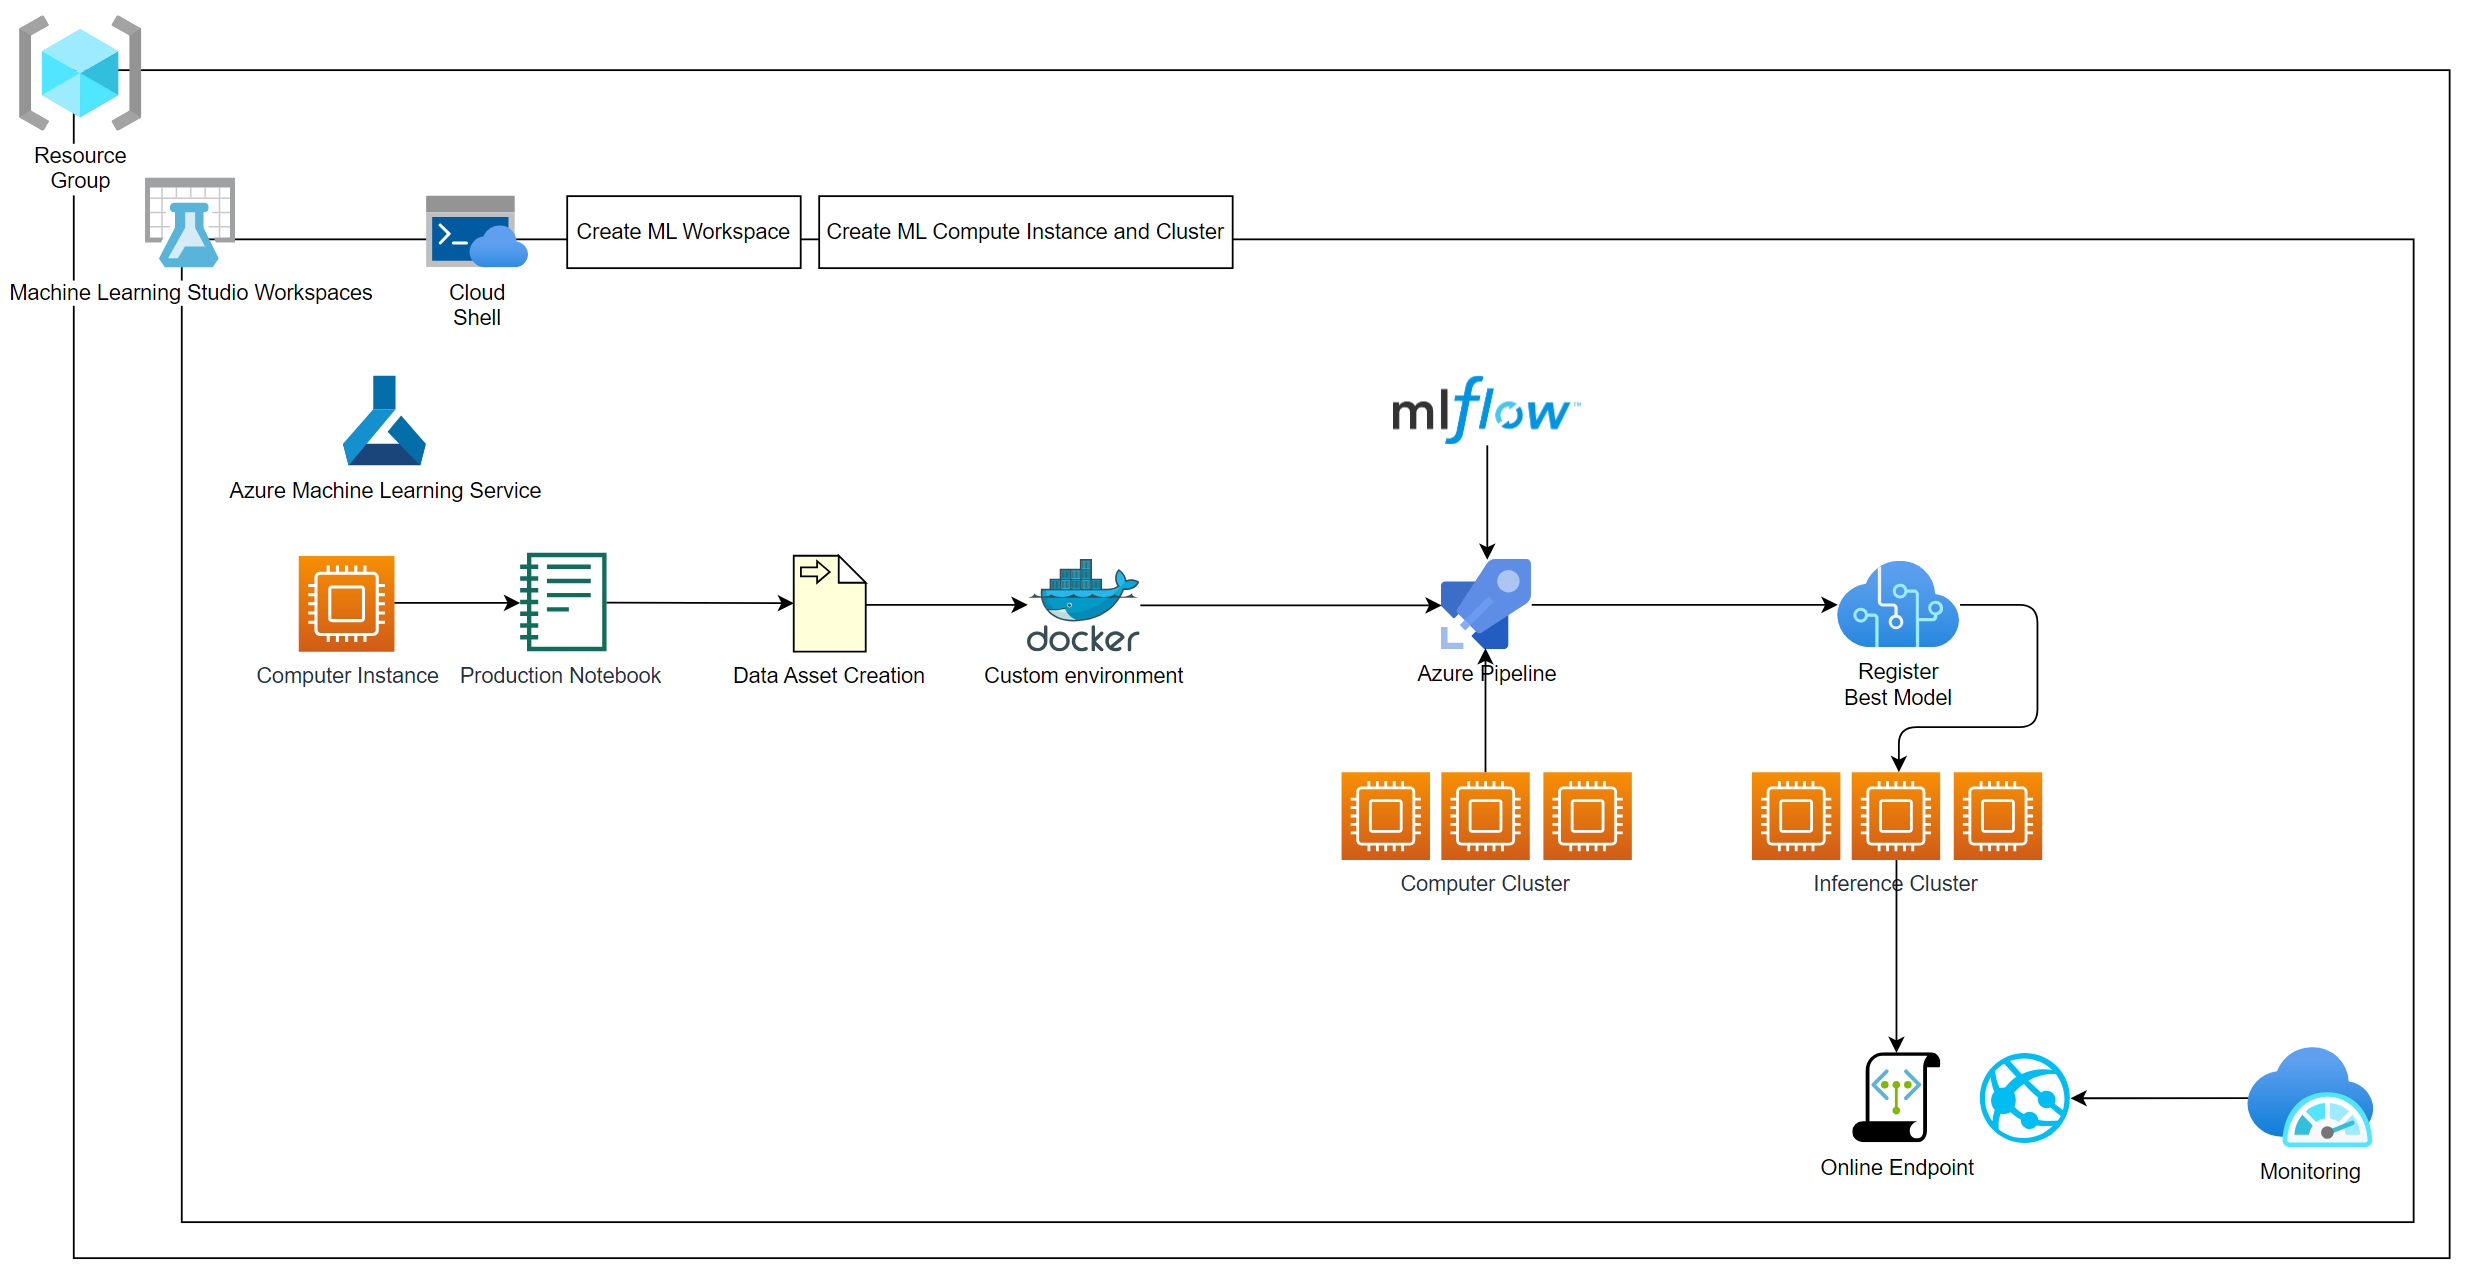 Resource
Group
Create ML Workspace
Create ML Compute Instance and Cluster
Machine Learning Studio Workspaces
Cloud
Shell
mlflow™
Azure Machine Learning Service
docker
Computer Instance
Production Notebook
Data Asset Creation
Custom environment
Azure Pipeline
Register
Best Model
Computer Cluster
Inference Cluster
Online Endpoint
Monitoring